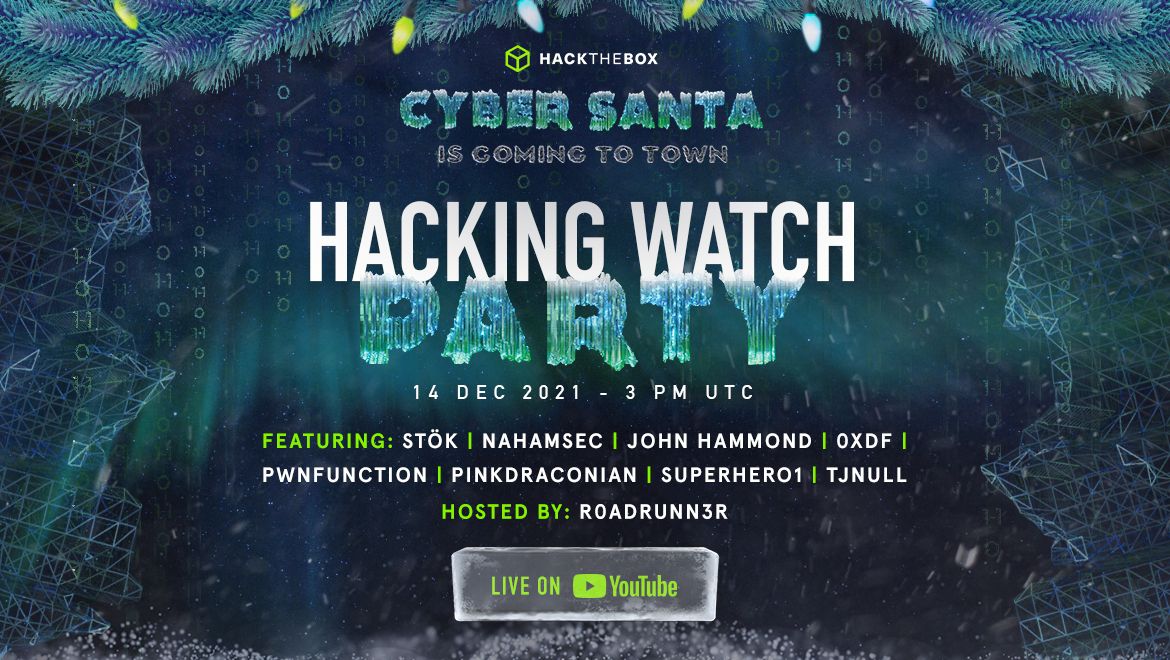 HACKTHEBOX
CYBER SANTA
IS COMING TO TOWN
HACKING WATCH
PARTY
14 DEC 2021 - 3 PM UTC
FEATURING: STÖK | NAHAMSEC | JOHN HAMMOND | 0XDF |
PWNFUNCTION | PINKDRACONIAN | SUPERHERO1 | TJNULL
HOSTED BY: R0ADRUNN3R
LIVE ON YouTube